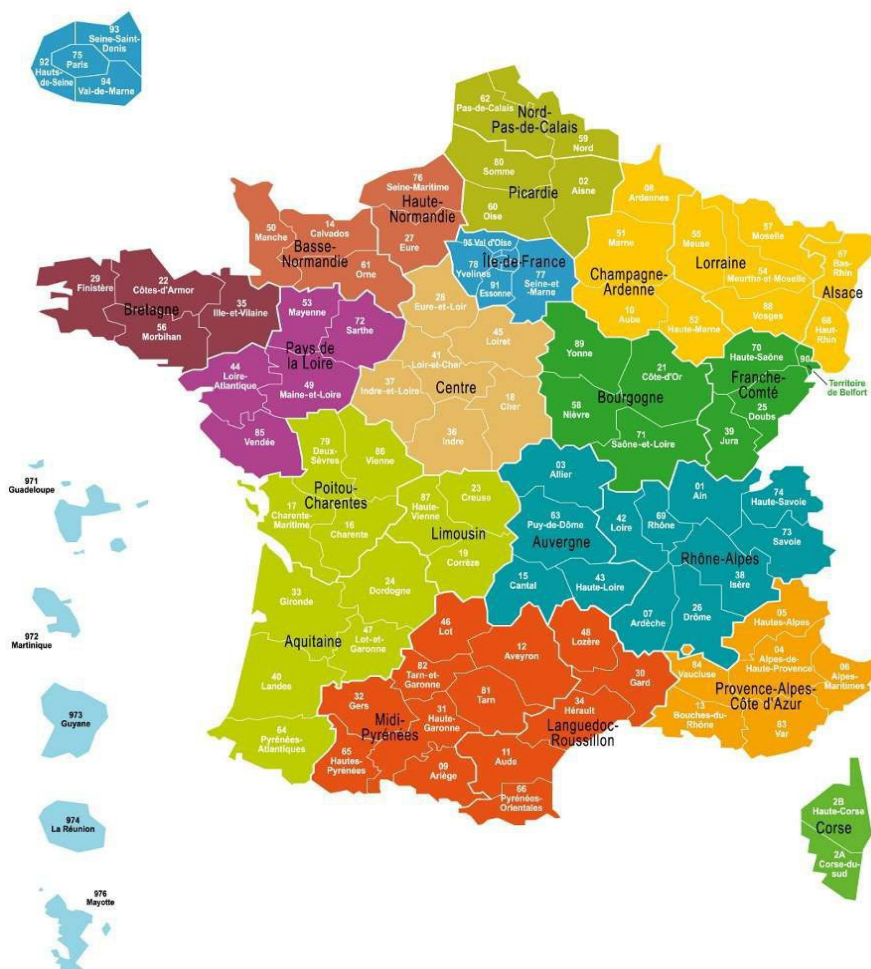 93
Seine-Saint-
Denis
92
Hauts-
de-Seine
75
Paris
94
Val-de-Marne
62
Pas-de-Calais
Nord-
Pas-de-Calais
59
Nord
80
Somme
Picardie
02
Aisne
60
Oise
76
Seine-Maritime
Haute-
Normandie
27
Eure
50
Manche
14
Calvados
Basse-
Normandie
61
Orne
95 Val d'Oise
Île-de-France
78
Yvelines
91
Essonne
77
Seine-et-
Marne
08
Ardennes
51
Marne
Champagne-
Ardenne
10
Aube
52
Haute-Marne
55
Meuse
57
Moselle
Lorraine
54
Meurthe-et-Moselle
88
Vosges
67
Bas-
Rhin
Alsace
68
Haut-
Rhin
29
Finistère
22
Côtes-d'Armor
Bretagne
56
Morbihan
35
Ille-et-Vilaine
53
Mayenne
72
Sarthe
Pays de
la Loire
44
Loire-
Atlantique
49
Maine-et-Loire
85
Vendée
28
Eure-et-Loir
45
Loiret
41
Loir-et-Cher
37
Indre-et-Loire
Centre
18
Cher
36
Indre
89
Yonne
21
Côte-d'Or
Bourgogne
58
Nièvre
71
Saône-et-Loire
70
Haute-Saône
90
Territoire
de Belfort
Franche-
Comté
25
Doubs
39
Jura
79
Deux-
Sèvres
86
Vienne
Poitou-
Charentes
17
Charente-
Maritime
16
Charente
87
Haute-
Vienne
23
Creuse
Limousin
19
Corrèze
03
Allier
63
Puy-de-Dôme
Auvergne
15
Cantal
43
Haute-Loire
42
Loire
69
Rhône
01
Ain
74
Haute-Savoie
73
Savoie
Rhône-Alpes
38
Isère
07
Ardèche
26
Drôme
33
Gironde
24
Dordogne
Aquitaine
47
Lot-et-
Garonne
40
Landes
64
Pyrénées-
Atlantiques
46
Lot
12
Aveyron
82
Tarn-et-
Garonne
32
Gers
31
Haute-
Garonne
81
Tarn
Midi-
Pyrénées
65
Hautes-
Pyrénées
09
Ariège
48
Lozère
30
Gard
34
Hérault
Languedoc-
Roussillon
11
Aude
66
Pyrénées-
Orientales
05
Hautes-Alpes
04
Alpes-de-
Haute-Provence
06
Alpes-
Maritimes
84
Vaucluse
Provence-Alpes-
Côte d'Azur
13
Bouches-du-
Rhône
83
Var
2B
Haute-Corse
Corse
2A
Corse-du-
sud
971
Guadeloupe
972
Martinique
973
Guyane
974
La Réunion
976
Mayotte